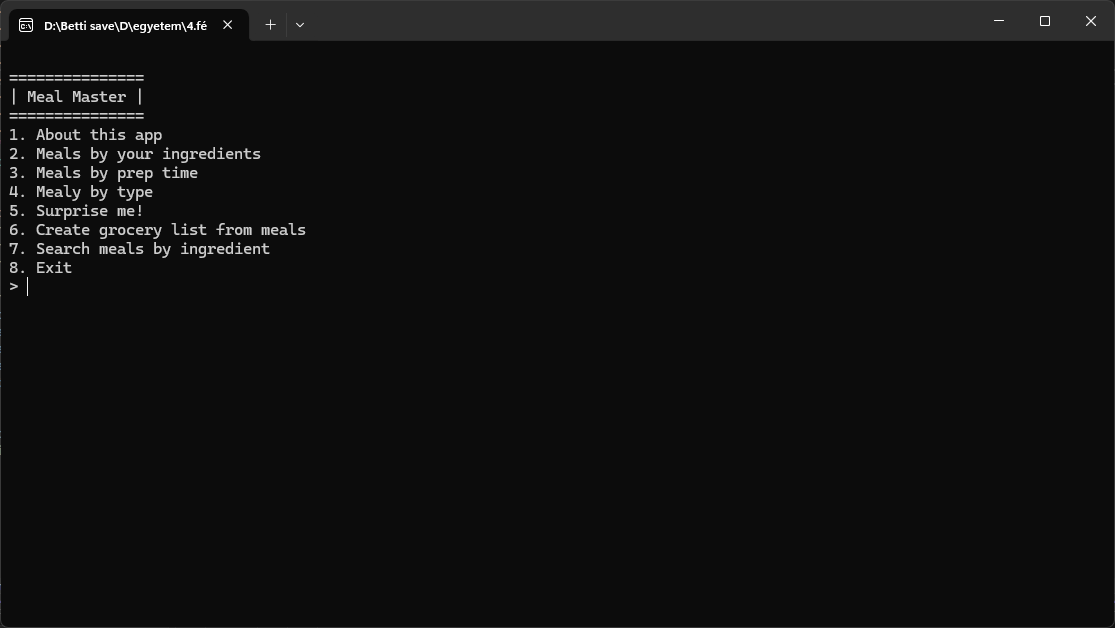 D:\Betti save\D\egyetem\4.fé
===============
| Meal Master |
===============
1. About this app
2. Meals by your ingredients
3. Meals by prep time
4. Mealy by type
5. Surprise me!
6. Create grocery list from meals
7. Search meals by ingredient
8. Exit
>